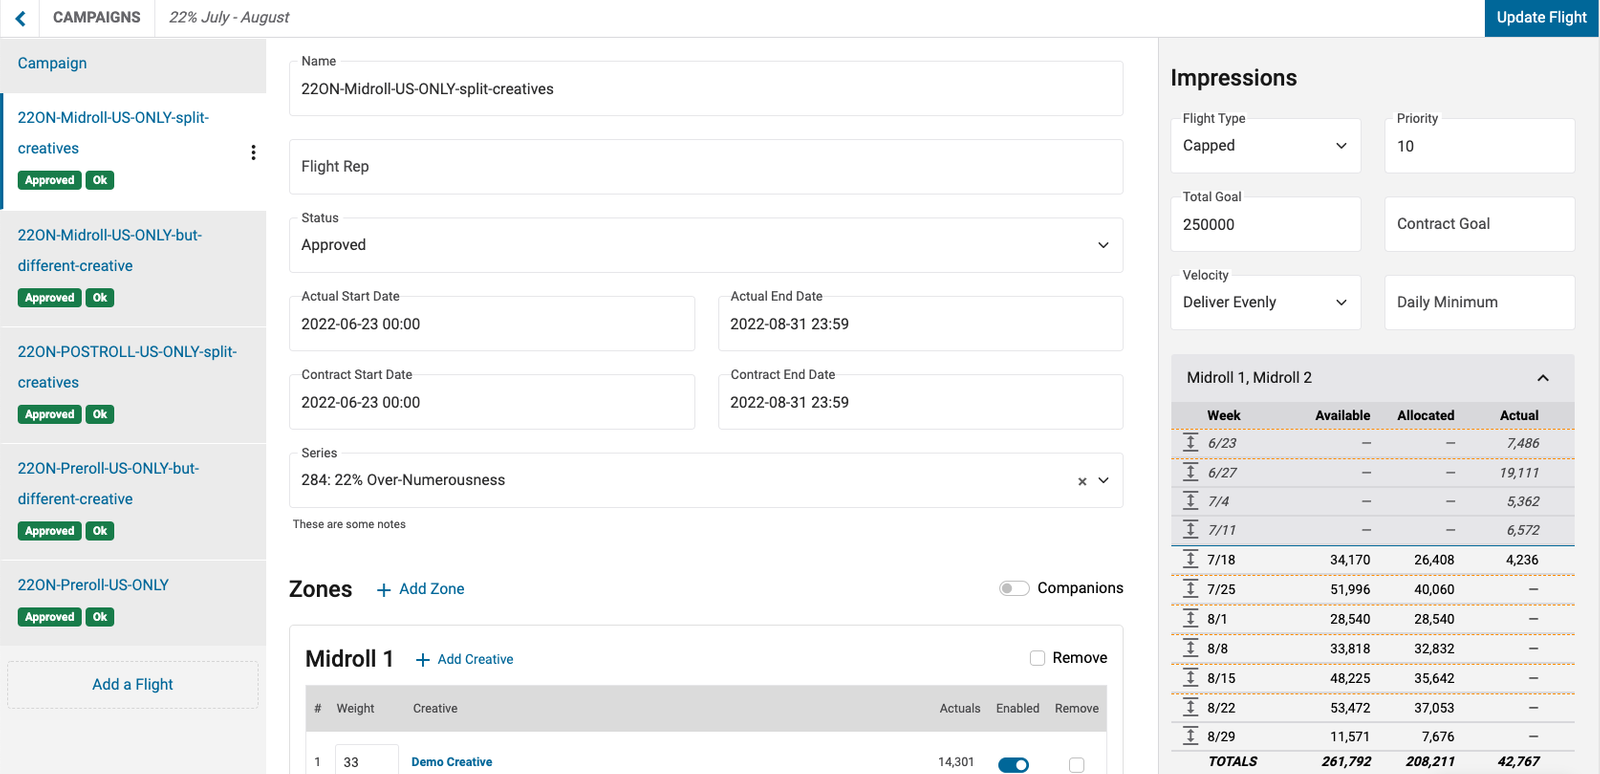 CAMPAIGNS
22% July - August
Update Flight
Campaign
22ON-Midroll-US-ONLY-split-
creatives
Approved Ok
22ON-Midroll-US-ONLY-but-
different-creative
Approved Ok
22ON-POSTROLL-US-ONLY-split-
creatives
Approved Ok
22ON-Preroll-US-ONLY-but-
different-creative
Approved Ok
22ON-Preroll-US-ONLY
Approved Ok
Add a Flight
Name
22ON-Midroll-US-ONLY-split-creatives
Flight Rep
Status
Approved
Actual Start Date
2022-06-23 00:00
Actual End Date
2022-08-31 23:59
Contract Start Date
2022-06-23 00:00
Contract End Date
2022-08-31 23:59
Series
284: 22% Over-Numerousness
These are some notes
Zones + Add Zone Companions
Midroll 1 + Add Creative Remove
# Weight Creative Actuals Enabled Remove
1 33 Demo Creative 14,301
Impressions
Flight Type
Capped
Priority
10
Total Goal
250000
Contract Goal
Velocity
Deliver Evenly
Daily Minimum
Midroll 1, Midroll 2
Week Available Allocated Actual
6/23 — — 7,486
6/27 — — 19,111
7/4 — — 5,362
7/11 — — 6,572
7/18 34,170 26,408 4,236
7/25 51,996 40,060 —
8/1 28,540 28,540 —
8/8 33,818 32,832 —
8/15 48,225 35,642 —
8/22 53,472 37,053 —
8/29 11,571 7,676 —
TOTALS 261,792 208,211 42,767